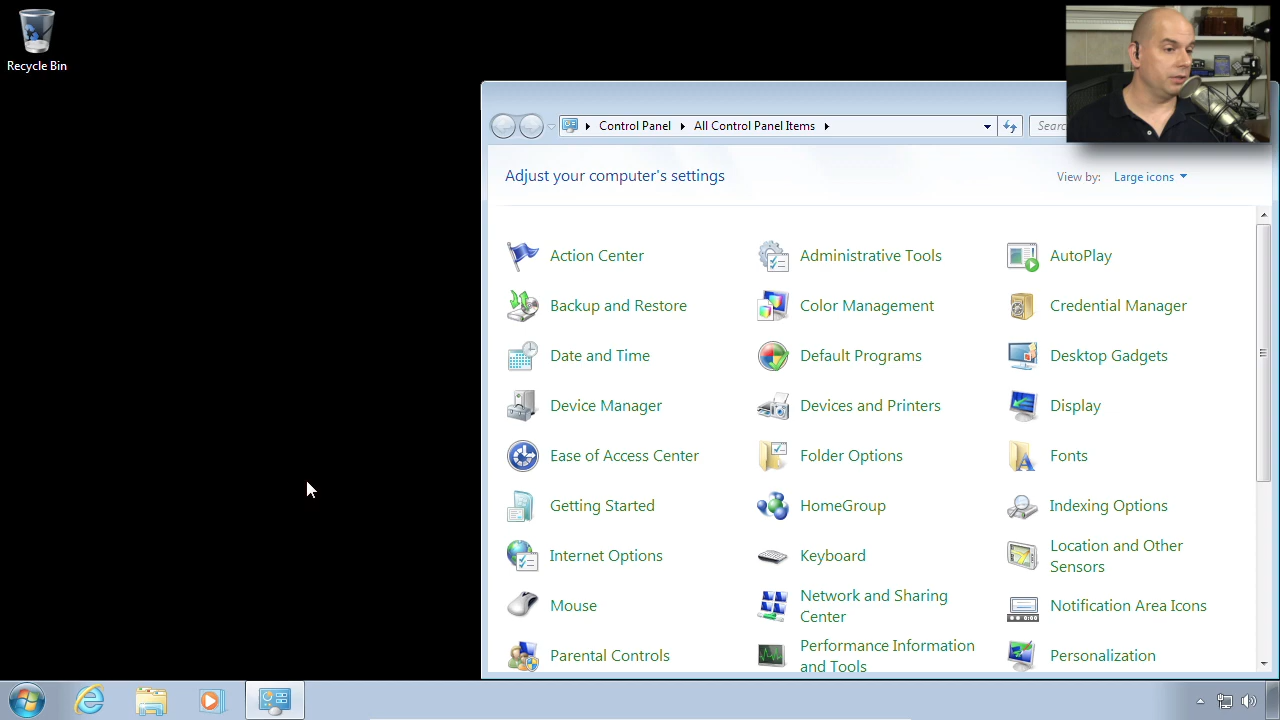 Recycle Bin
Control Panel
All Control Panel Items
Adjust your computer's settings
View by:
Large icons
Action Center
Administrative Tools
AutoPlay
Backup and Restore
Color Management
Credential Manager
Date and Time
Default Programs
Desktop Gadgets
Device Manager
Devices and Printers
Display
Ease of Access Center
Folder Options
Fonts
Getting Started
HomeGroup
Indexing Options
Internet Options
Keyboard
Location and Other
Sensors
Mouse
Network and Sharing
Center
Notification Area Icons
Parental Controls
Performance Information
and Tools
Personalization